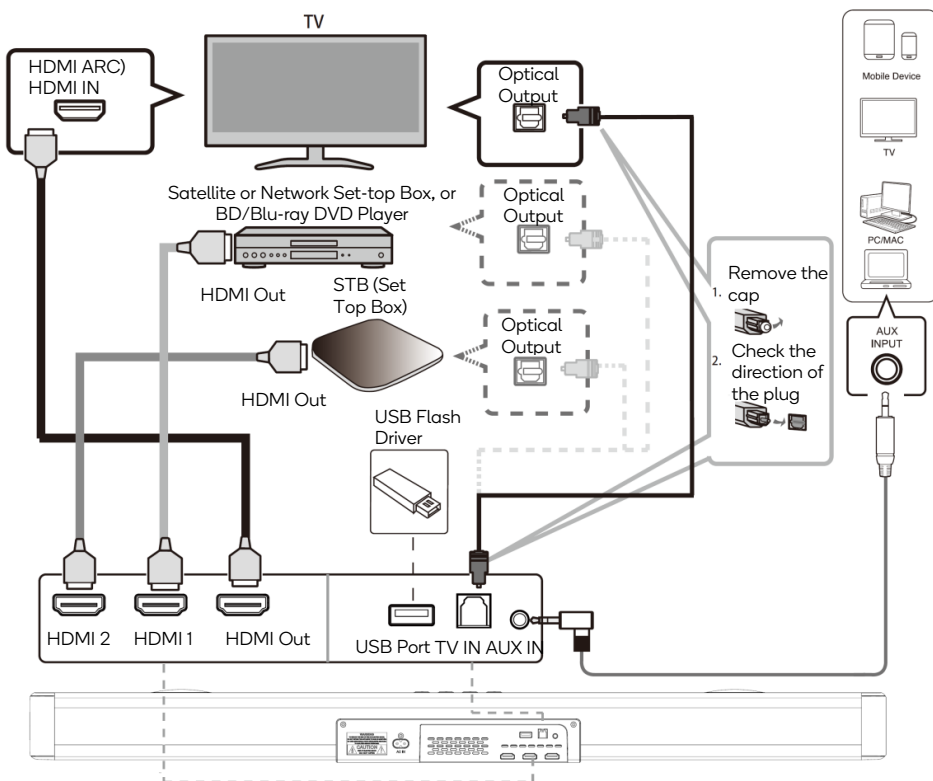 TV
HDMI ARC)
HDMI IN
Optical
Output
Mobile Device
TV
PC/MAC
AUX
INPUT
Satellite or Network Set-top Box, or
BD/Blu-ray DVD Player
Optical
Output
HDMI Out
STB (Set
Top Box)
Optical
Output
HDMI Out
1. Remove the
cap
2. Check the
direction of
the plug
USB Flash
Driver
HDMI 2
HDMI 1
HDMI Out
USB Port
TV IN
AUX IN
CAUTION
AC IN